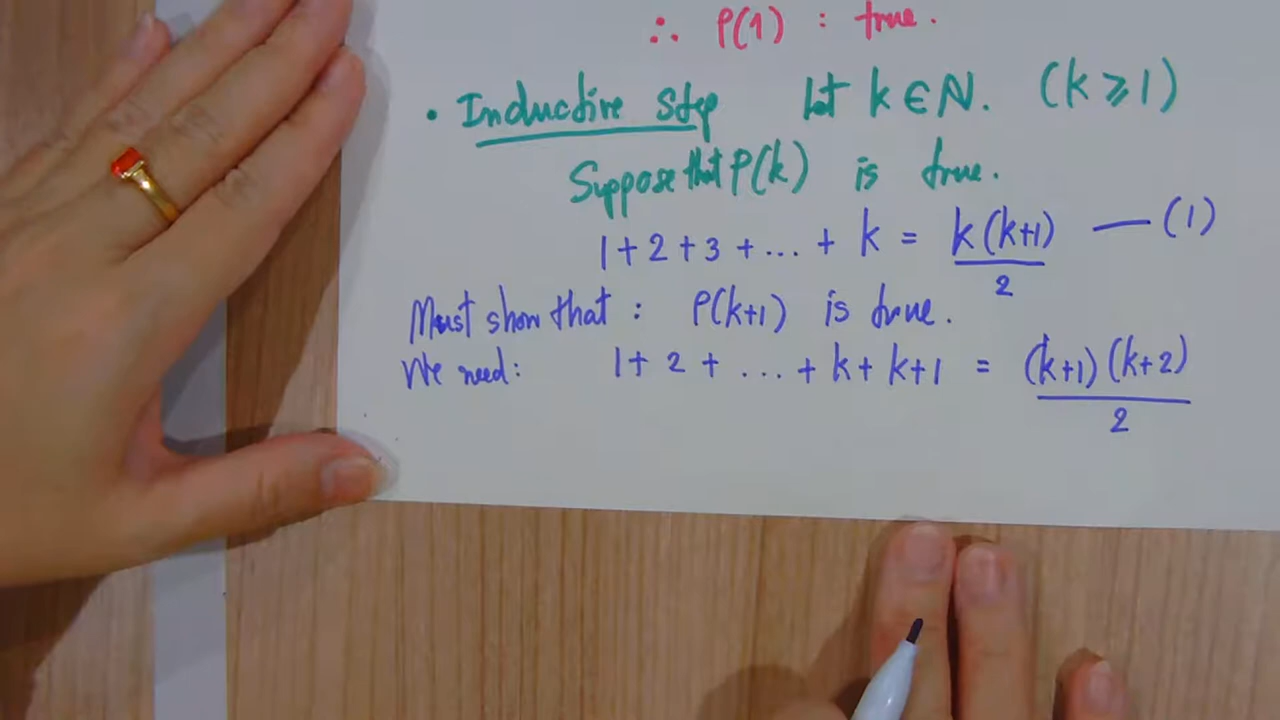 ∴ P(1) : true.
• Inductive Step Let k ∈ N. (k ⩾ 1)
Suppose that P(k) is true.
1 + 2 + 3 + ... + k = k(k+1)/2 — (1)
Must show that : P(k+1) is true.
We need: 1 + 2 + ... + k + k+1 = (k+1)(k+2)/2